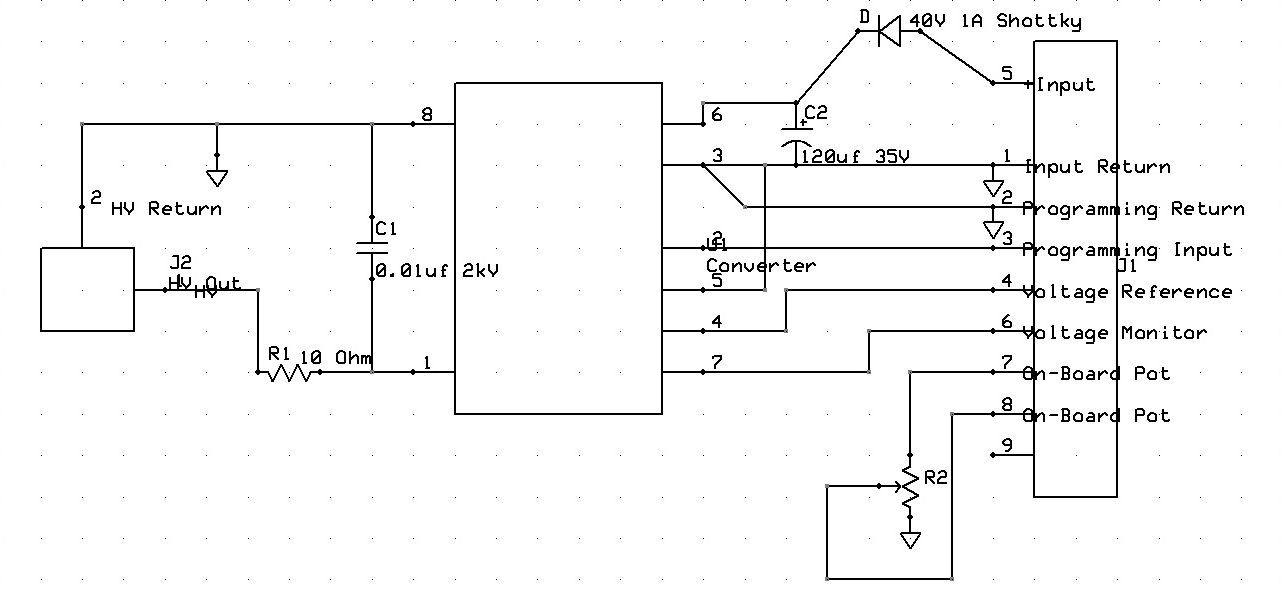 D 40V 1A Shottky
5 +Input
8
6
C2
120uf 35V
3
1 Input Return
2 HV Return
2 Programming Return
C1
2
U1
3 Programming Input
J2
0.01uf 2kV
Converter
J1
HV Out
HV
5
4 Voltage Reference
4
6 Voltage Monitor
R1 10 Ohm
1
7
7 On-Board Pot
8 On-Board Pot
9
R2